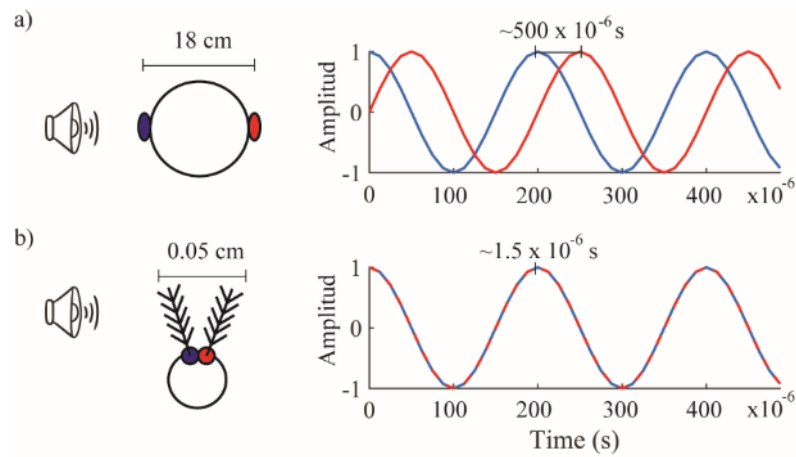 a)
18 cm
~500 x 10⁻⁶ s
Amplitud
1
0
-1
0 100 200 300 400 x10⁻⁶
b)
0.05 cm
~1.5 x 10⁻⁶ s
Amplitud
1
0
-1
0 100 200 300 400 x10⁻⁶
Time (s)